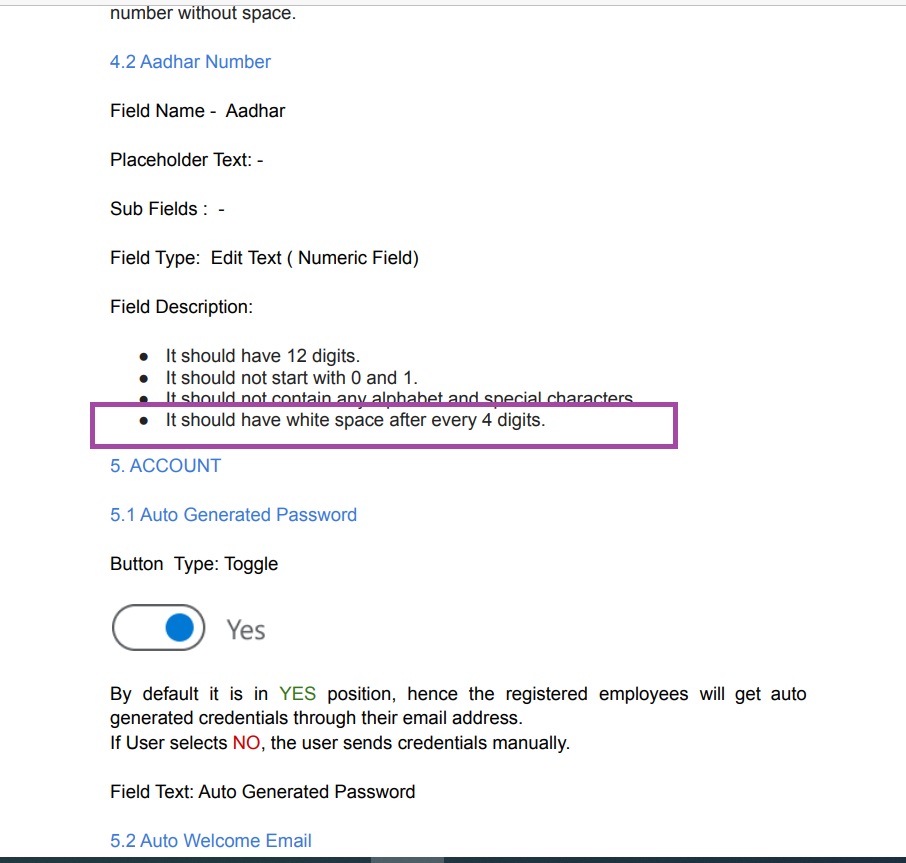 number without space.
4.2 Aadhar Number
Field Name - Aadhar
Placeholder Text: -
Sub Fields : -
Field Type: Edit Text ( Numeric Field)
Field Description:
● It should have 12 digits.
● It should not start with 0 and 1.
● It should not contain any alphabet and special characters.
● It should have white space after every 4 digits.
5. ACCOUNT
5.1 Auto Generated Password
Button Type: Toggle
Yes
By default it is in YES position, hence the registered employees will get auto
generated credentials through their email address.
If User selects NO, the user sends credentials manually.
Field Text: Auto Generated Password
5.2 Auto Welcome Email